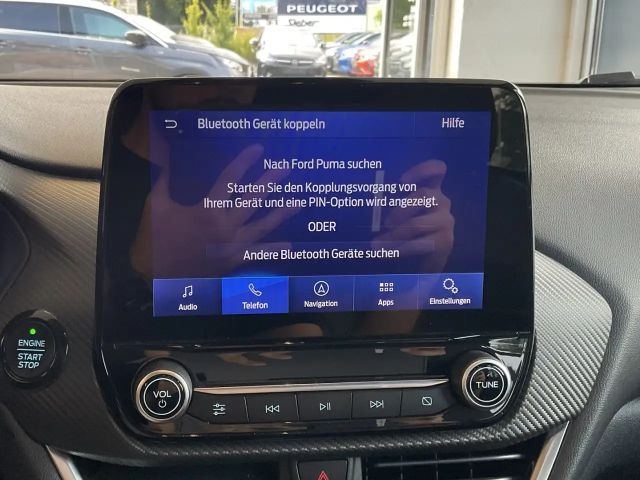 PEUGEOT
Sieber
Bluetooth Gerät koppeln
Hilfe
Nach Ford Puma suchen
Starten Sie den Kopplungsvorgang von
Ihrem Gerät und eine PIN-Option wird angezeigt.
ODER
Andere Bluetooth Geräte suchen
Audio
Telefon
Navigation
Apps
Einstellungen
ENGINE
START
STOP
VOL
TUNE